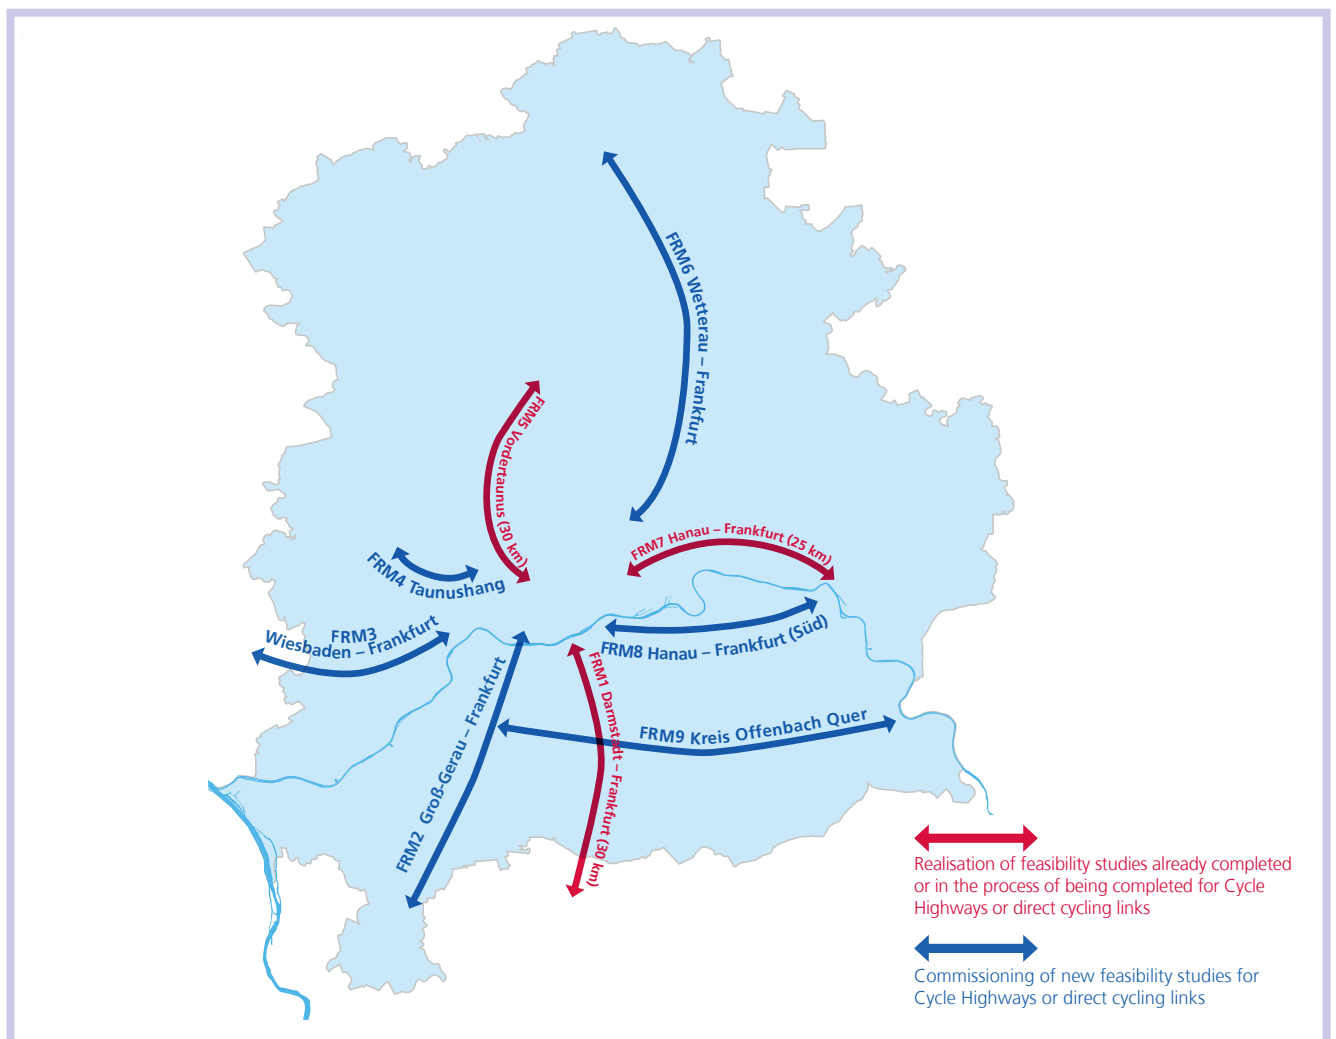 FRM6 Wetterau – Frankfurt
FRM5 Vordertaunus (30 km)
FRM7 Hanau – Frankfurt (25 km)
FRM4 Taunushang
FRM3
Wiesbaden – Frankfurt
FRM8 Hanau – Frankfurt (Süd)
FRM1 Darmstadt – Frankfurt (30 km)
FRM2 Groß-Gerau – Frankfurt
FRM9 Kreis Offenbach Quer
Realisation of feasibility studies already completed
or in the process of being completed for Cycle
Highways or direct cycling links
Commissioning of new feasibility studies for
Cycle Highways or direct cycling links